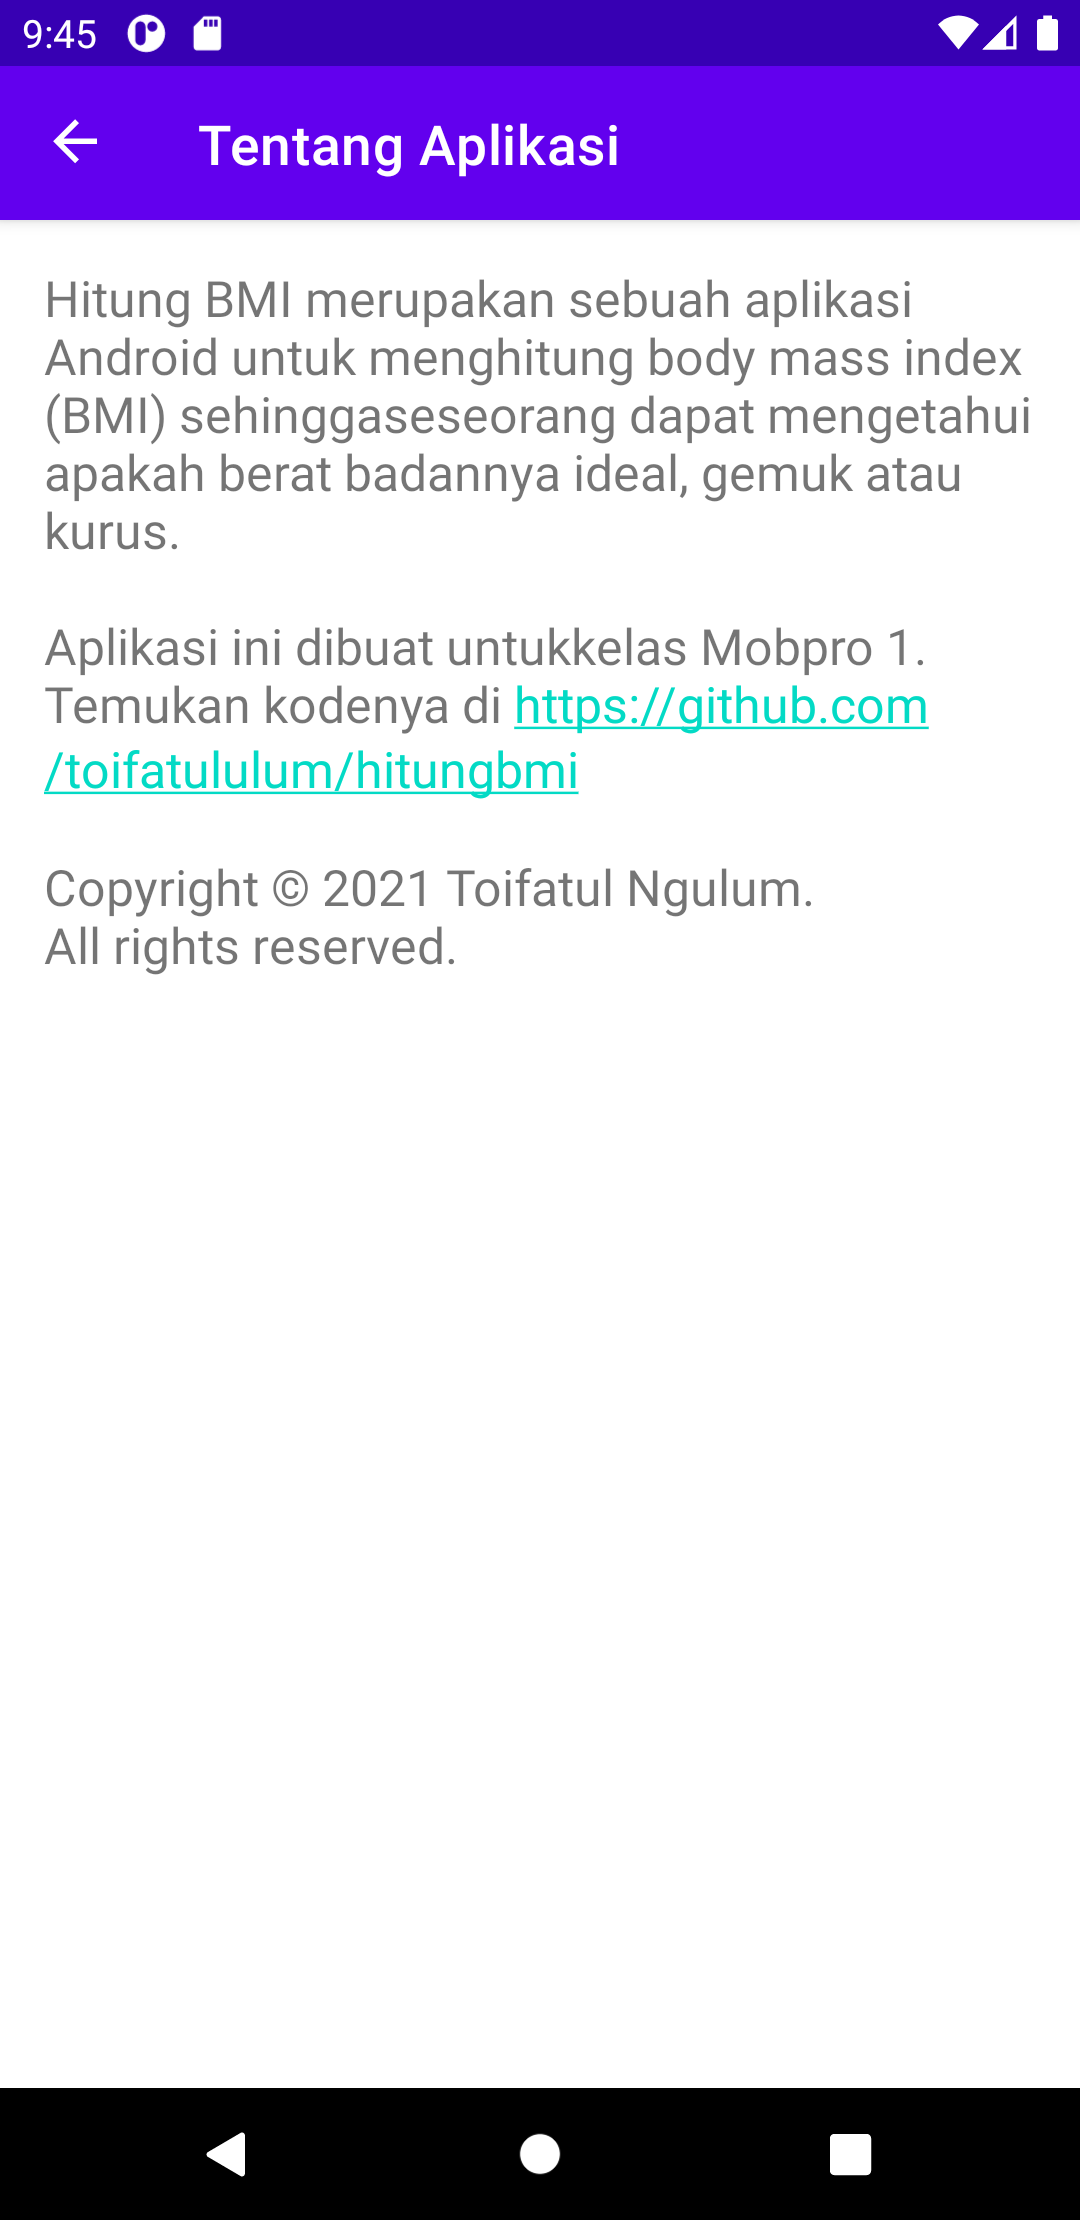 9:45
Tentang Aplikasi
Hitung BMI merupakan sebuah aplikasi
Android untuk menghitung body mass index
(BMI) sehinggaseseorang dapat mengetahui
apakah berat badannya ideal, gemuk atau
kurus.
Aplikasi ini dibuat untukkelas Mobpro 1.
Temukan kodenya di https://github.com
/toifatululum/hitungbmi
Copyright © 2021 Toifatul Ngulum.
All rights reserved.